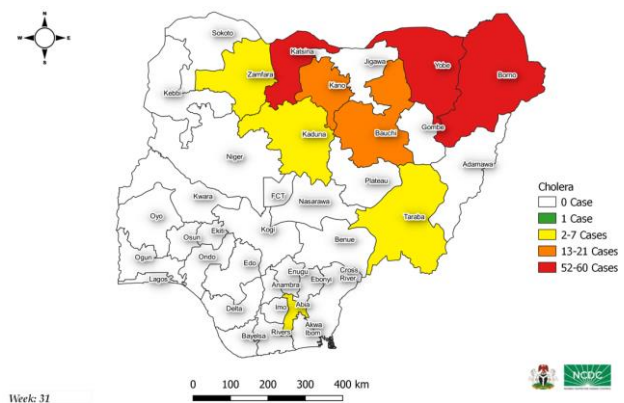 N
W E
S
Sokoto
Katsina
Jigawa
Yobe
Borno
Zamfara
Kano
Kebbi
Kaduna
Bauchi
Gombe
Niger
Adamawa
Plateau
FCT
Nasarawa
Kwara
Taraba
Oyo
Kogi
Ekiti
Osun
Benue
Ogun
Ondo
Edo
Lagos
Enugu
Ebonyi
Cross
River
Anambra
Delta
Imo
Abia
Akwa
Ibom
Rivers
Bayelsa
Cholera
0 Case
1 Case
2-7 Cases
13-21 Cases
52-60 Cases
Week: 31
0 100 200 300 400 km
NCDC